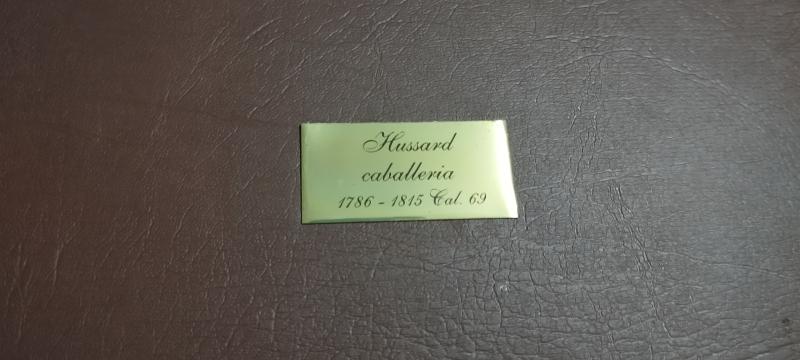 Hussard
caballeria
1786 - 1815 Cal. 69